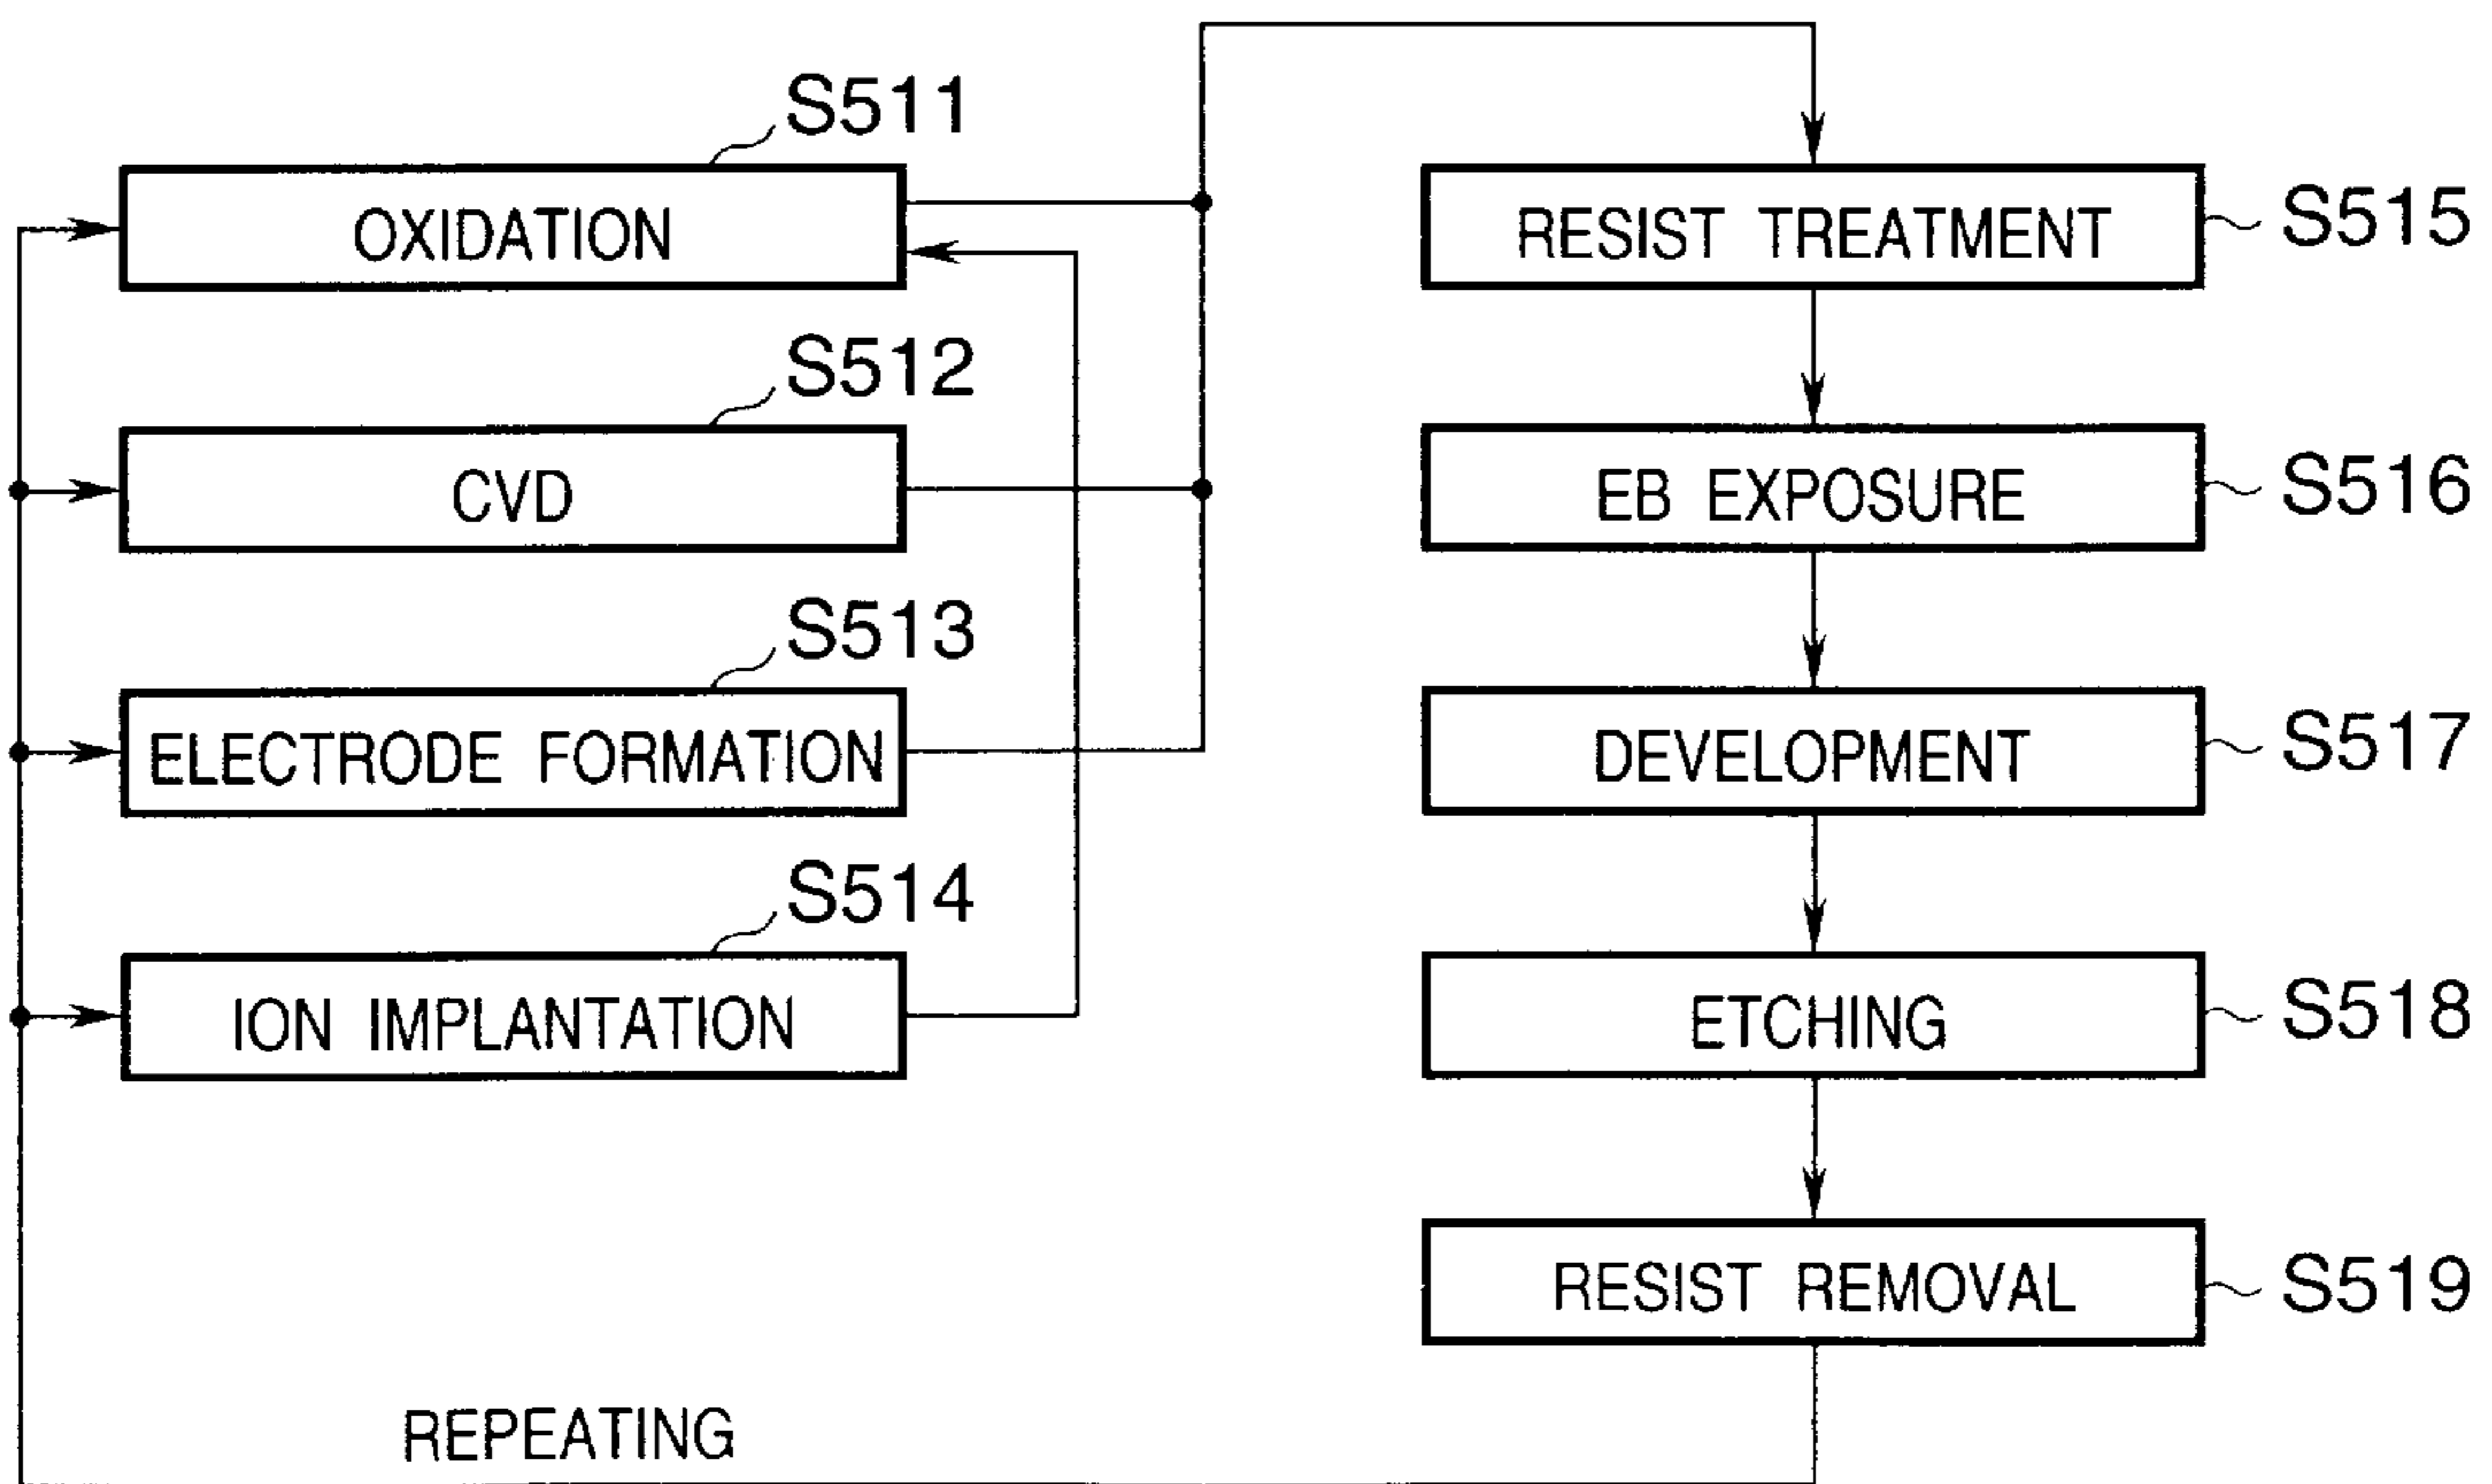 S511
OXIDATION
S512
CVD
S513
ELECTRODE FORMATION
S514
ION IMPLANTATION
RESIST TREATMENT S515
EB EXPOSURE S516
DEVELOPMENT S517
ETCHING S518
RESIST REMOVAL S519
REPEATING